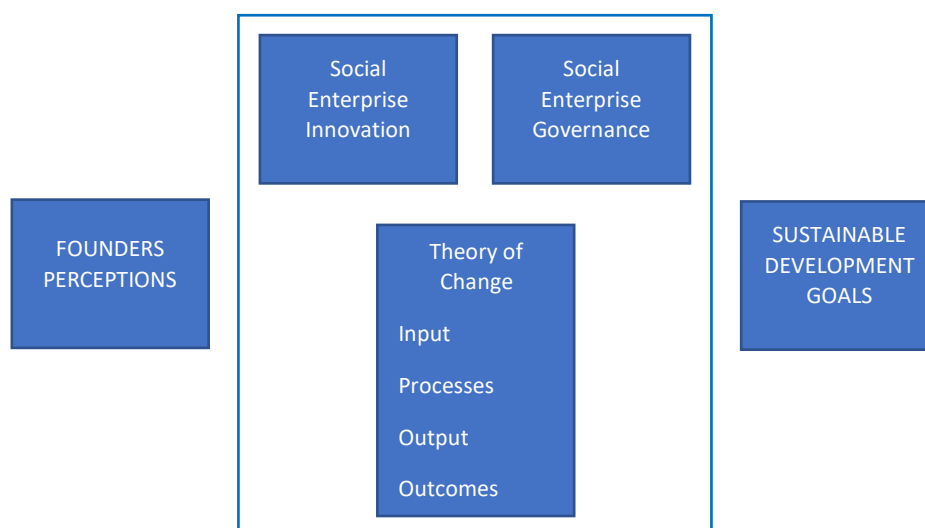 Social
Enterprise
Innovation
Social
Enterprise
Governance
FOUNDERS
PERCEPTIONS
Theory of
Change
Input
Processes
Output
Outcomes
SUSTAINABLE
DEVELOPMENT
GOALS